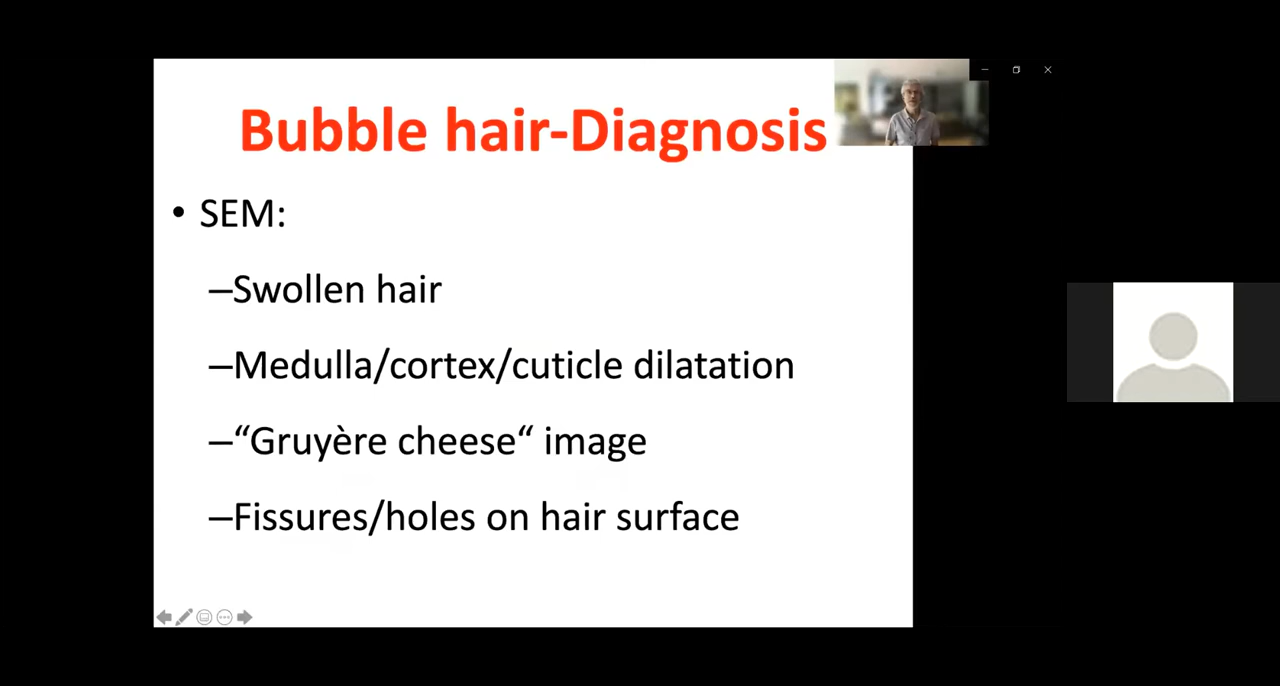 Bubble hair-Diagnosis
• SEM:
–Swollen hair
–Medulla/cortex/cuticle dilatation
–“Gruyère cheese“ image
–Fissures/holes on hair surface